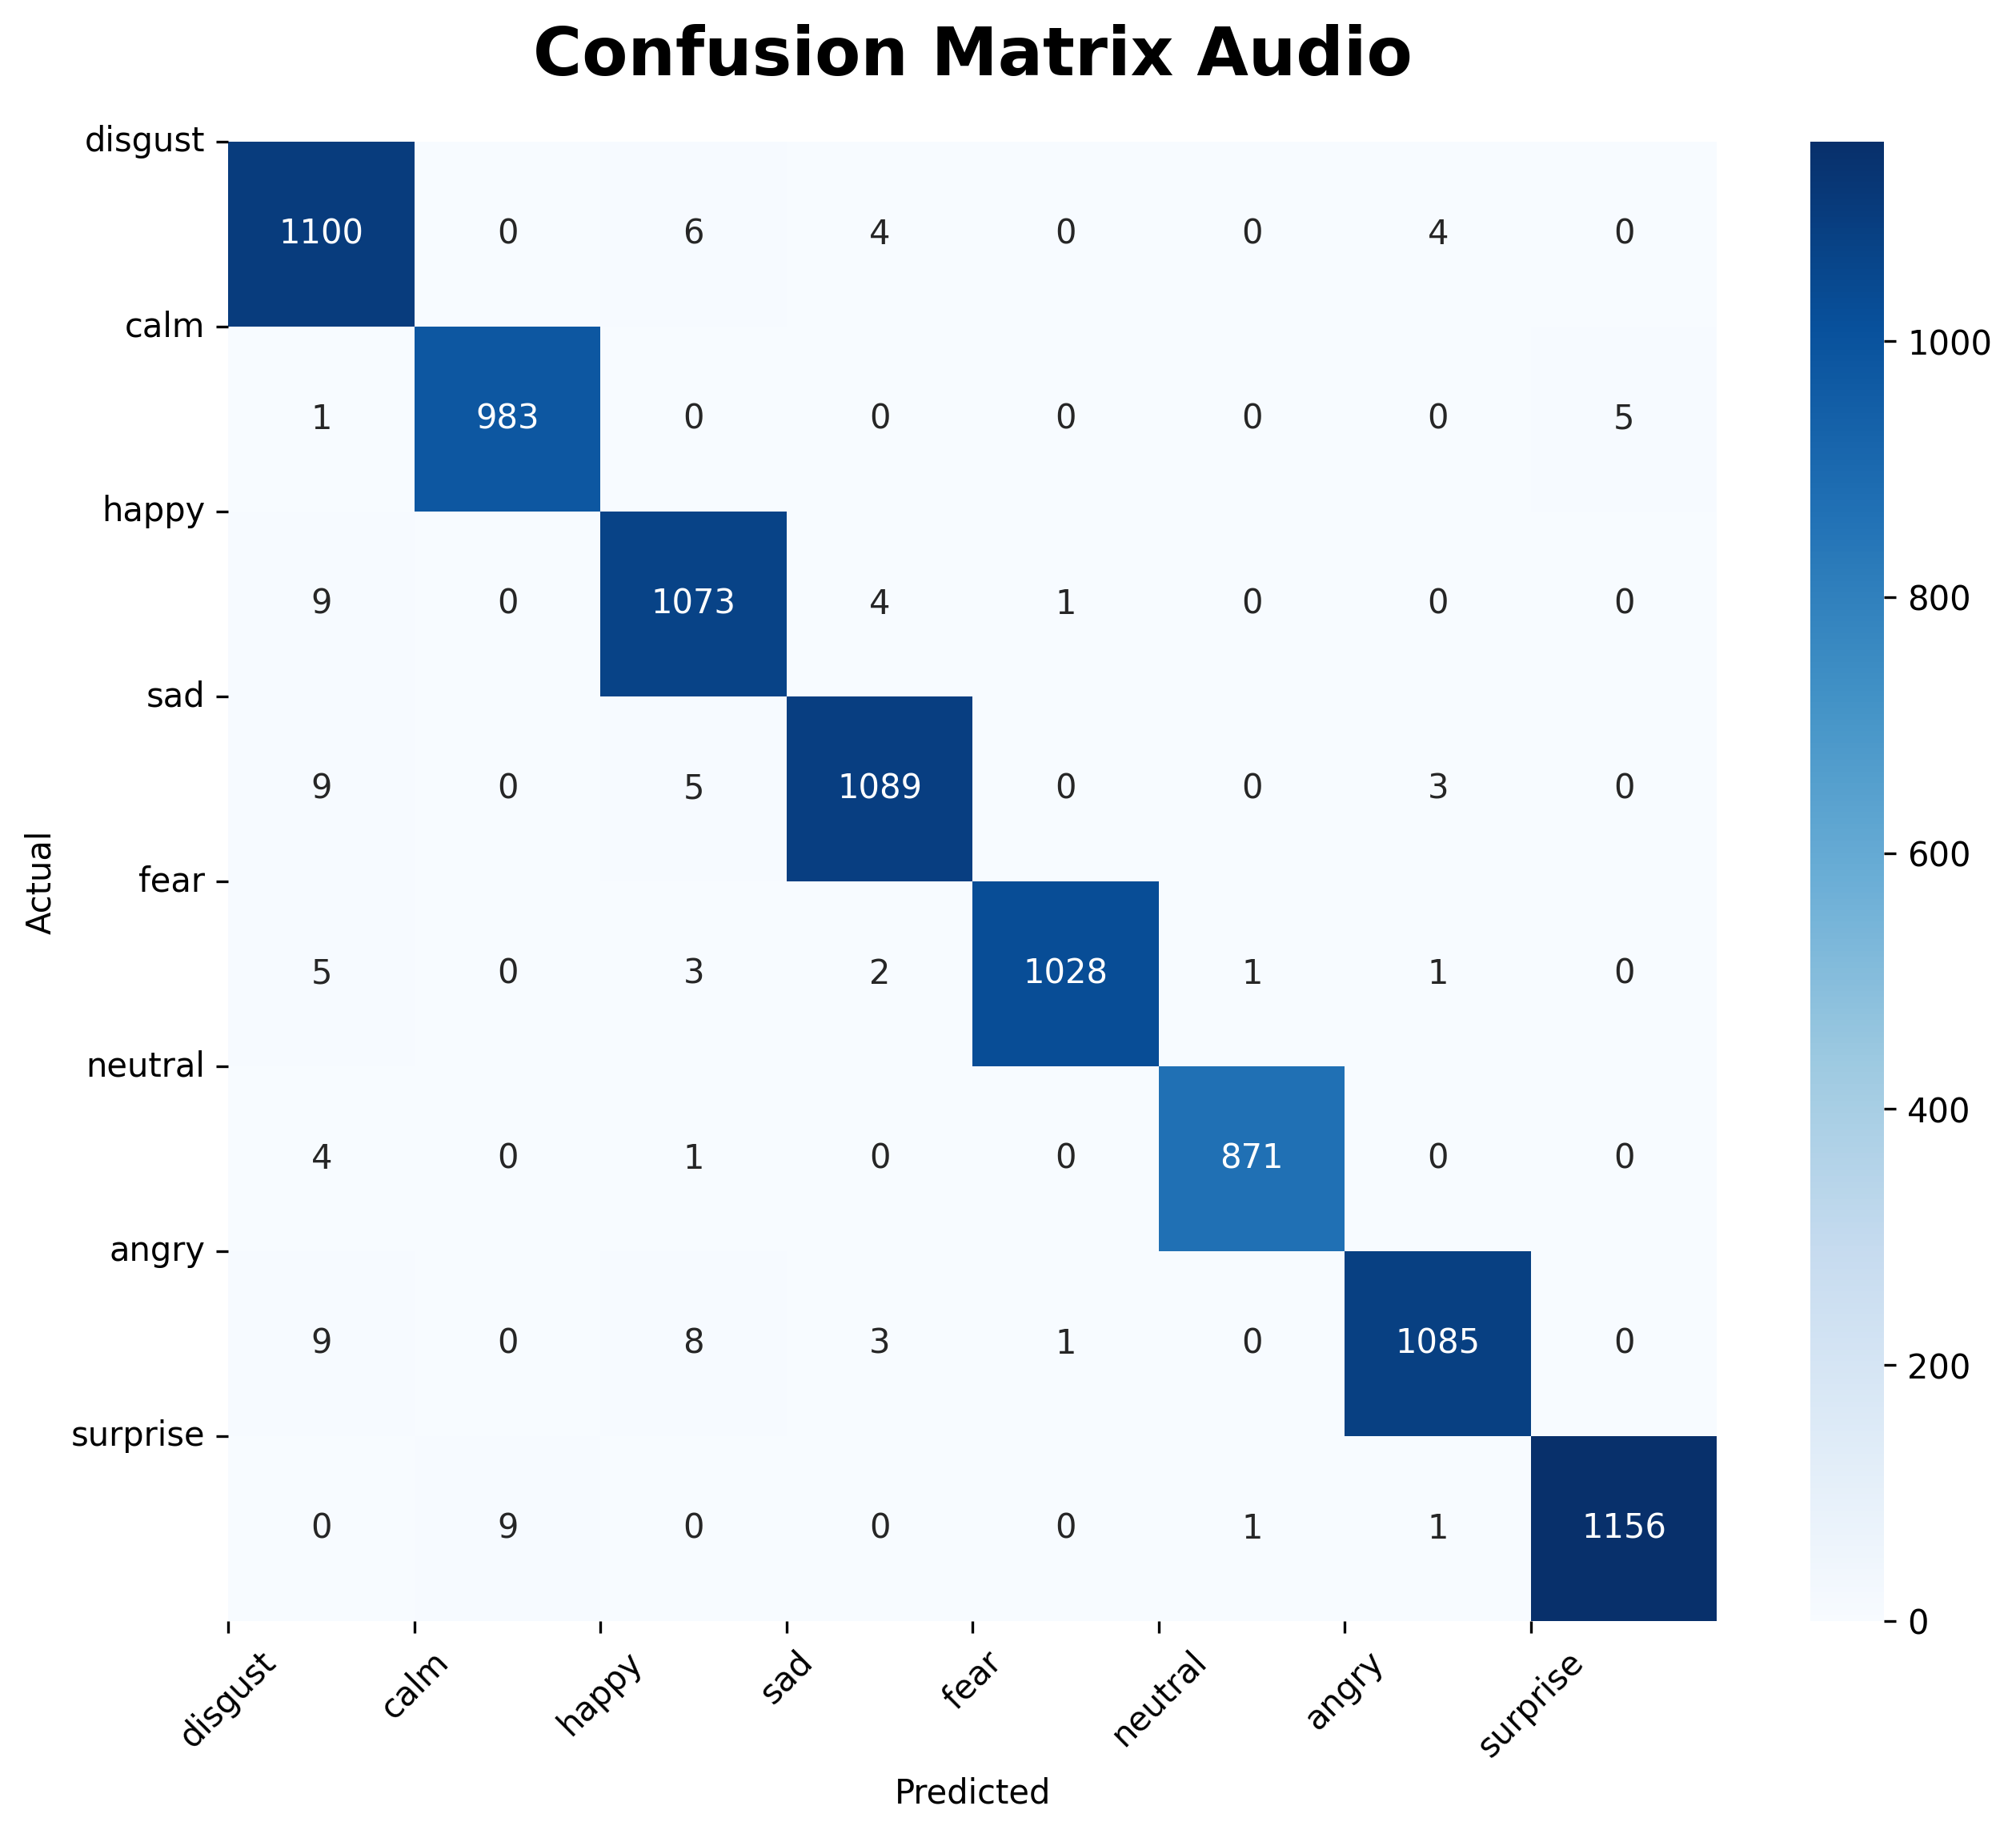 Confusion Matrix Audio
disgust
1100 0 6 4 0 0 4 0
calm
1 983 0 0 0 0 0 5
happy
9 0 1073 4 1 0 0 0
sad
9 0 5 1089 0 0 3 0
fear
5 0 3 2 1028 1 1 0
neutral
4 0 1 0 0 871 0 0
angry
9 0 8 3 1 0 1085 0
surprise
0 9 0 0 0 1 1 1156
Actual
disgust calm happy sad fear neutral angry surprise
Predicted
1000
800
600
400
200
0